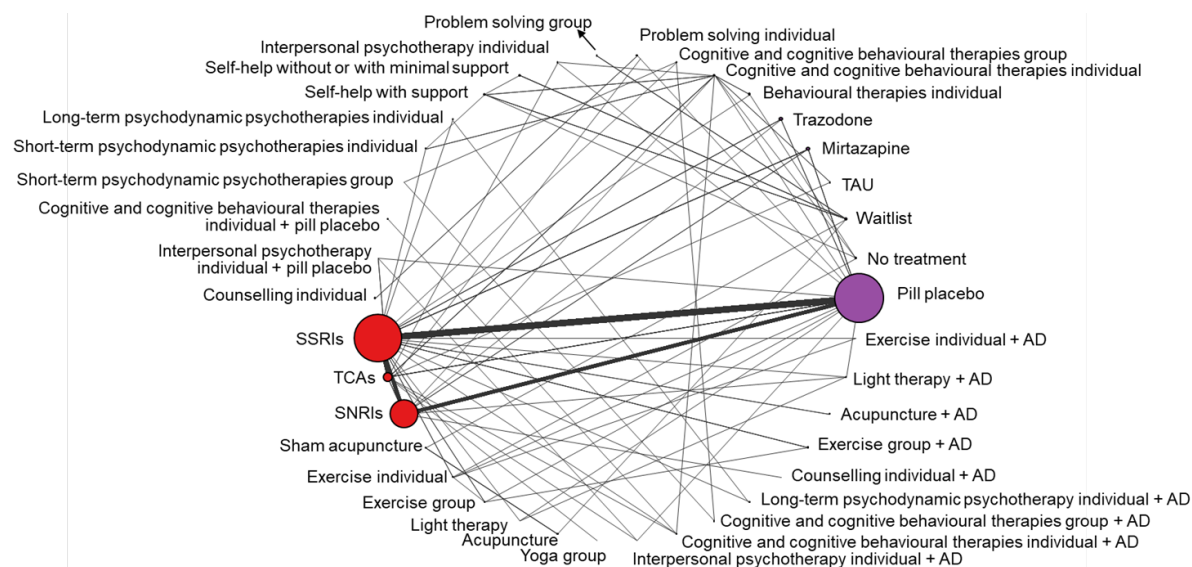 Problem solving group
Interpersonal psychotherapy individual
Self-help without or with minimal support
Self-help with support
Long-term psychodynamic psychotherapies individual
Short-term psychodynamic psychotherapies individual
Short-term psychodynamic psychotherapies group
Cognitive and cognitive behavioural therapies
individual + pill placebo
Interpersonal psychotherapy
individual + pill placebo
Counselling individual
SSRIs
TCAs
SNRIs
Sham acupuncture
Exercise individual
Exercise group
Light therapy
Acupuncture
Yoga group
Problem solving individual
Cognitive and cognitive behavioural therapies group
Cognitive and cognitive behavioural therapies individual
Behavioural therapies individual
Trazodone
Mirtazapine
TAU
Waitlist
No treatment
Pill placebo
Exercise individual + AD
Light therapy + AD
Acupuncture + AD
Exercise group + AD
Counselling individual + AD
Long-term psychodynamic psychotherapy individual + AD
Cognitive and cognitive behavioural therapies group + AD
Cognitive and cognitive behavioural therapies individual + AD
Interpersonal psychotherapy individual + AD